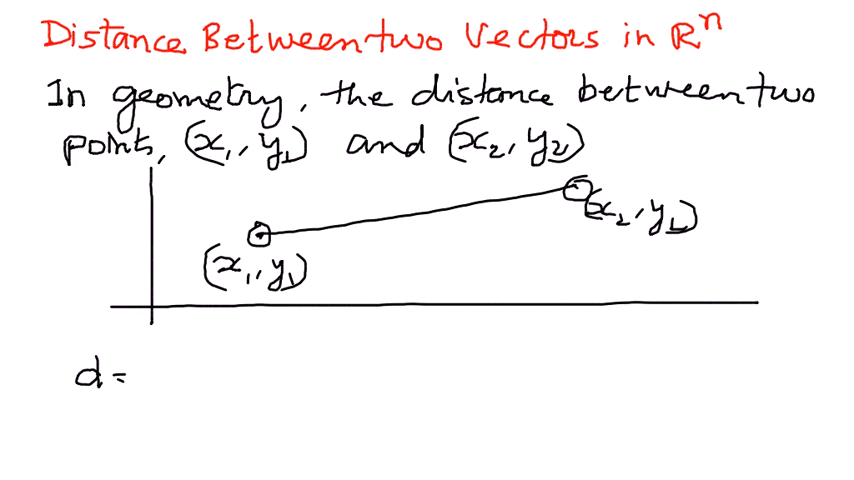 Distance Between two Vectors in Rⁿ
In geometry, the distance between two
points, (x₁, y₁) and (x₂, y₂)
(x₂, y₂)
(x₁, y₁)
d =